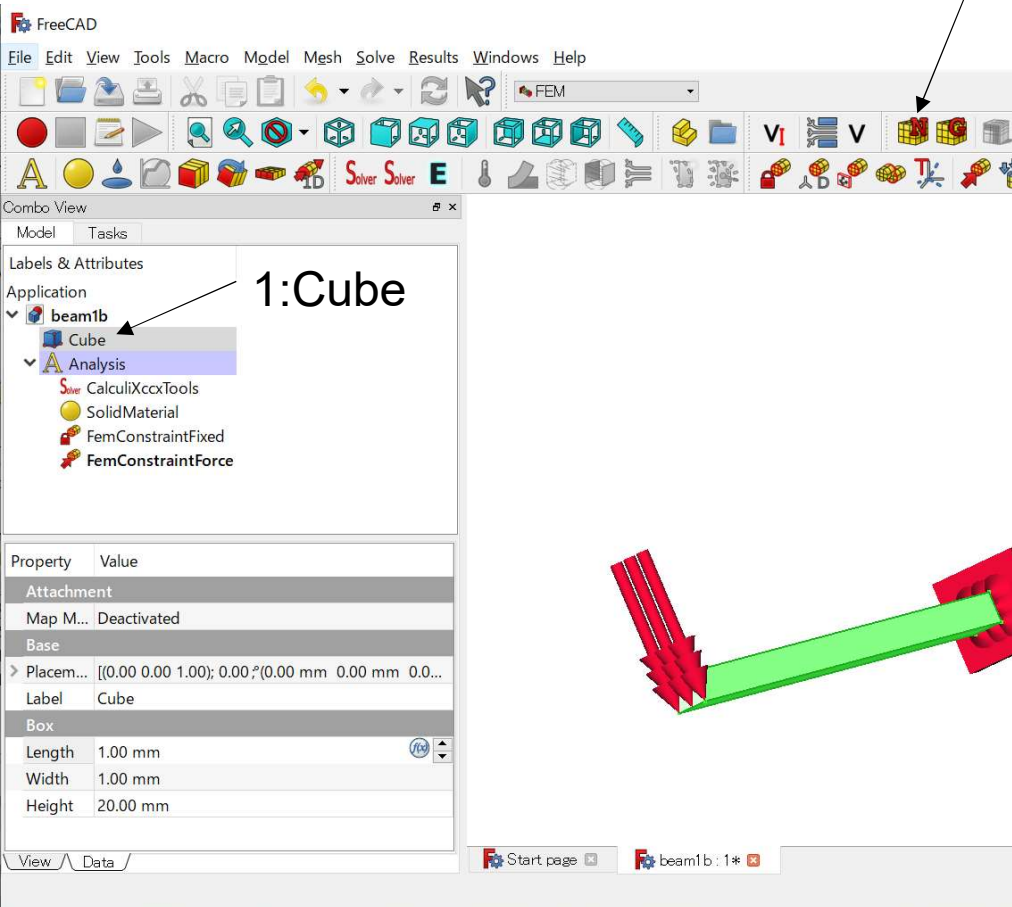 FreeCAD
File Edit View Tools Macro Model Mesh Solve Results Windows Help
FEM
VI V N G
A D Solver Solver E D
Combo View
Model Tasks
Labels & Attributes
Application
1:Cube
beam1b
Cube
A Analysis
Solver CalculiXccxTools
SolidMaterial
FemConstraintFixed
FemConstraintForce
Property Value
Attachment
Map M... Deactivated
Base
Placem... [(0.00 0.00 1.00); 0.00 °;(0.00 mm 0.00 mm 0.0...
Label Cube
Box
Length 1.00 mm f(x)
Width 1.00 mm
Height 20.00 mm
View Data
Start page beam1b : 1*